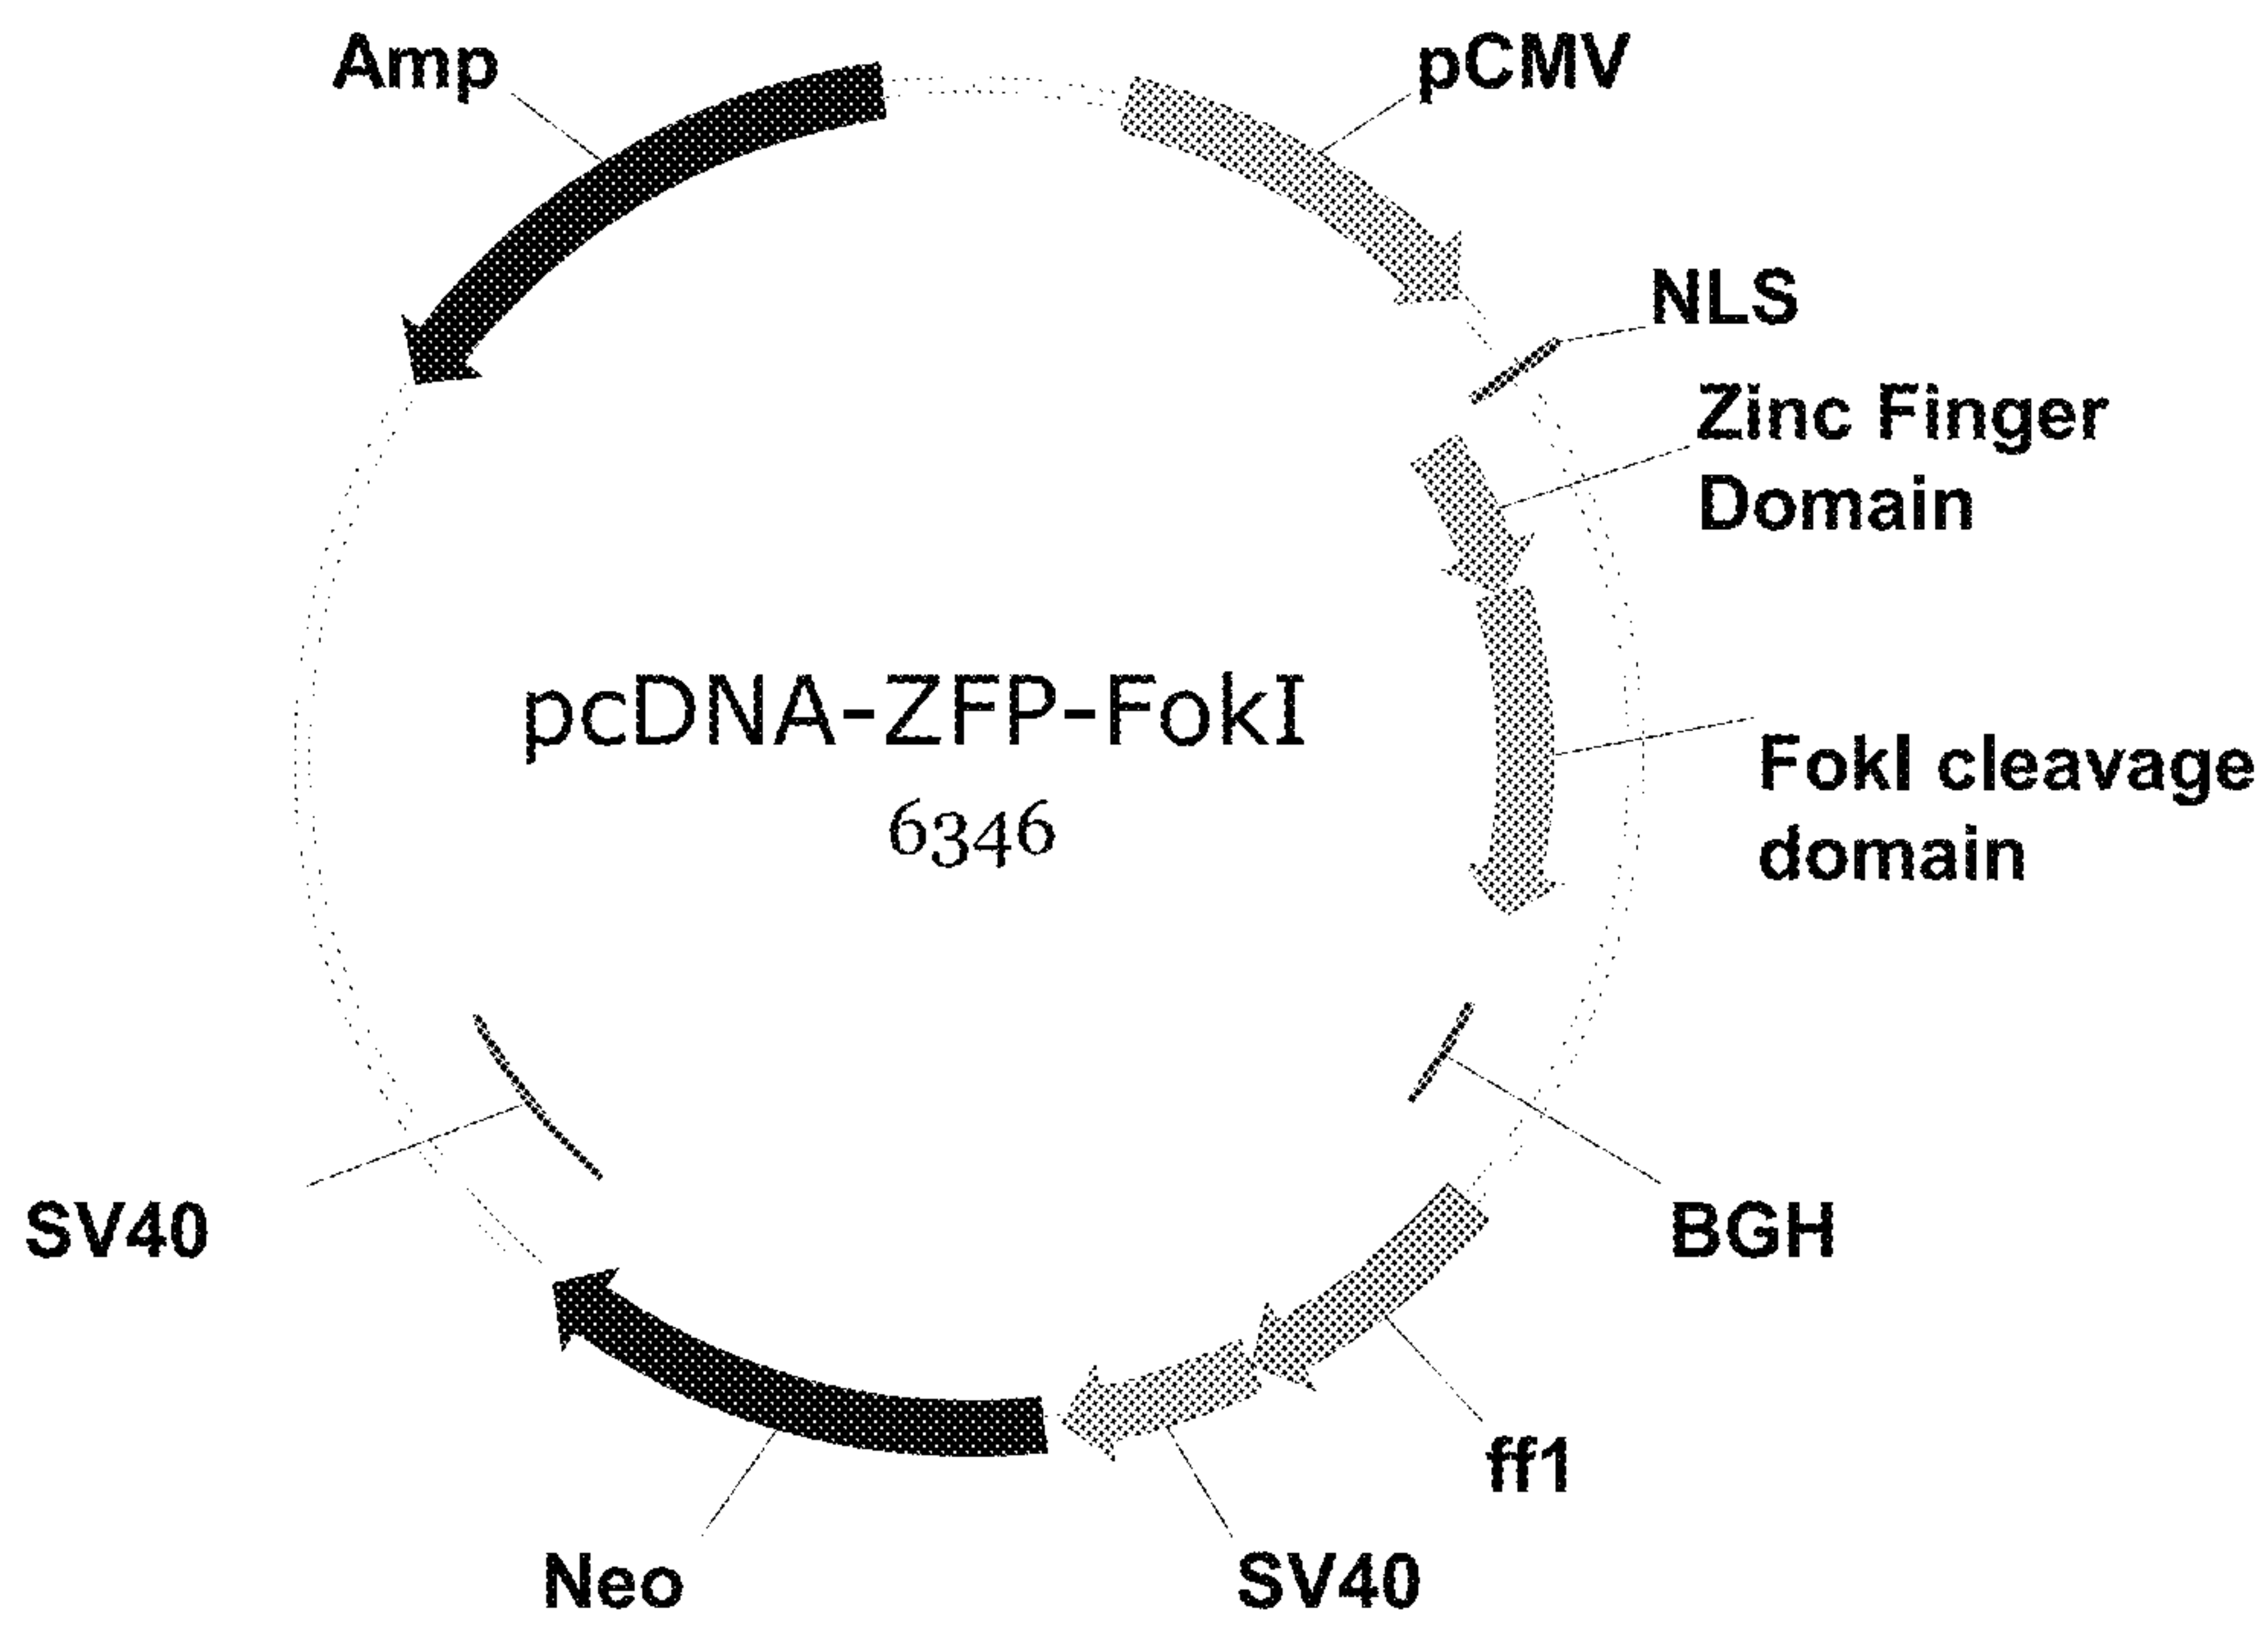 Amp
pCMV
NLS
Zinc Finger
Domain
pcDNA-ZFP-FokI
6346
FokI cleavage
domain
SV40
BGH
ff1
Neo
SV40